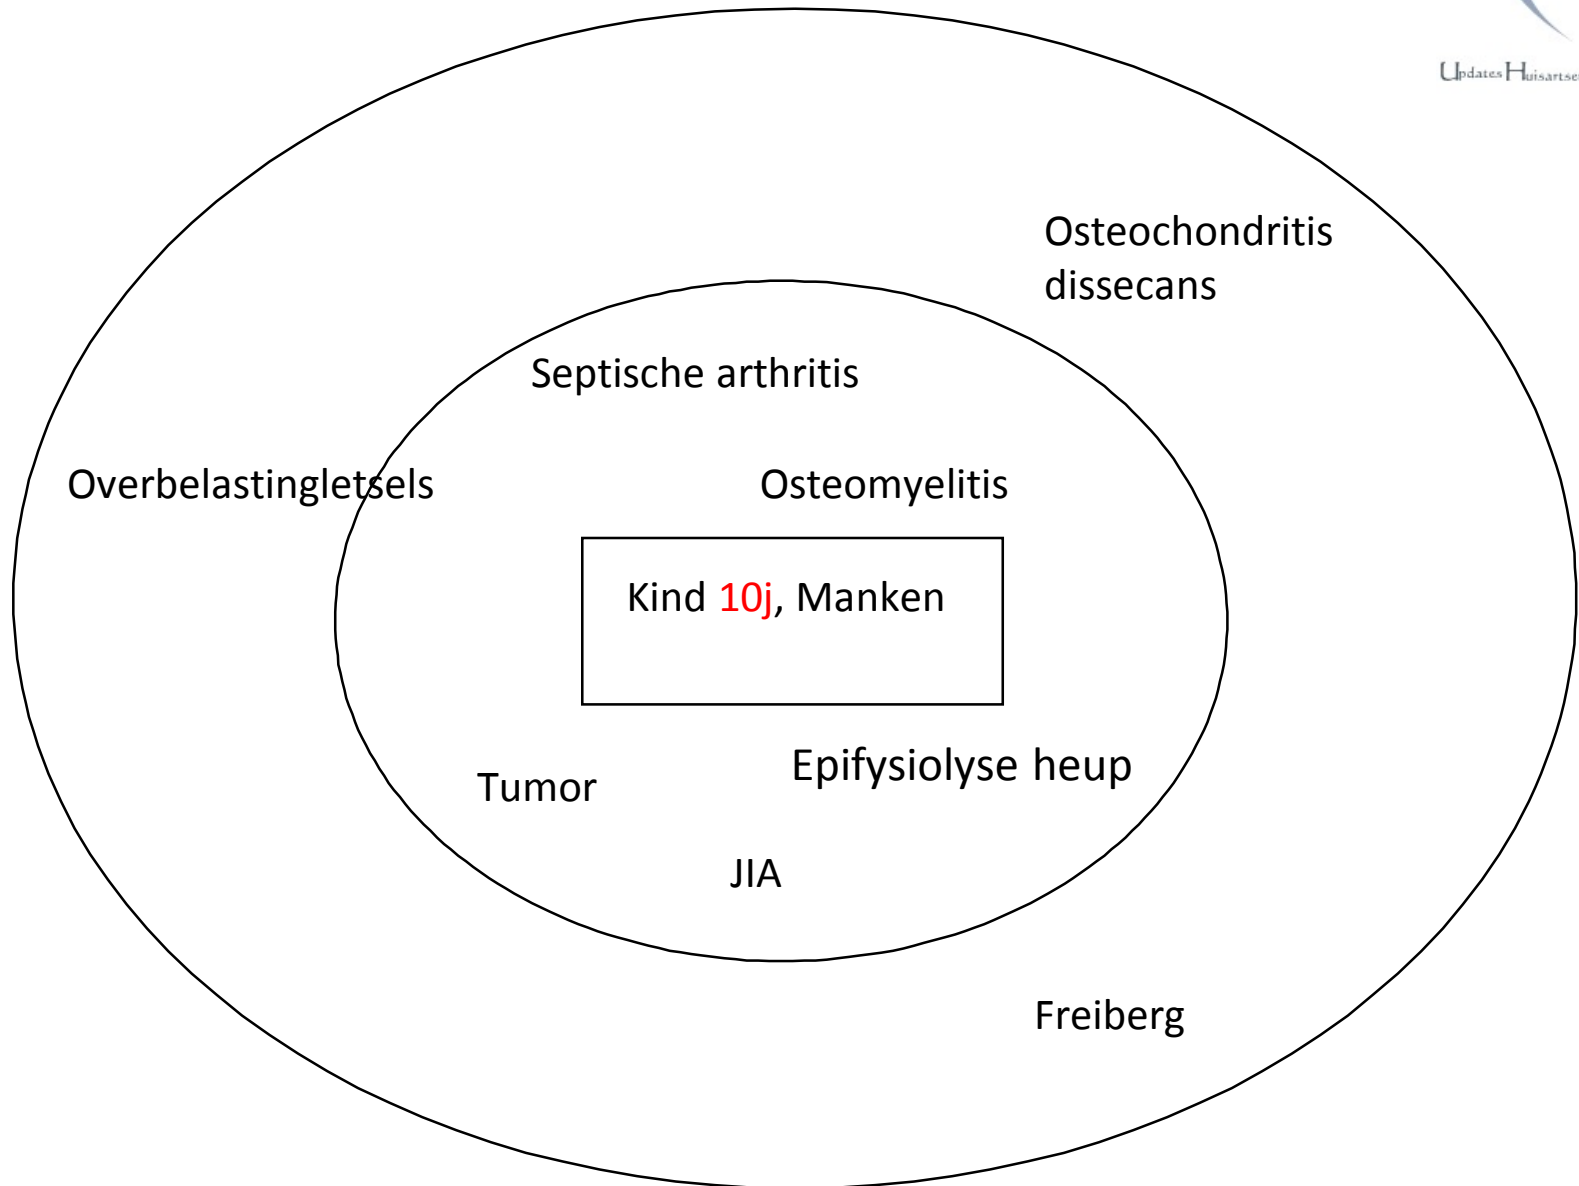 Updates Huisartse
Osteochondritis
dissecans
Septische arthritis
Overbelastingletsels
Osteomyelitis
Kind 10j, Manken
Epifysiolyse heup
Tumor
JIA
Freiberg